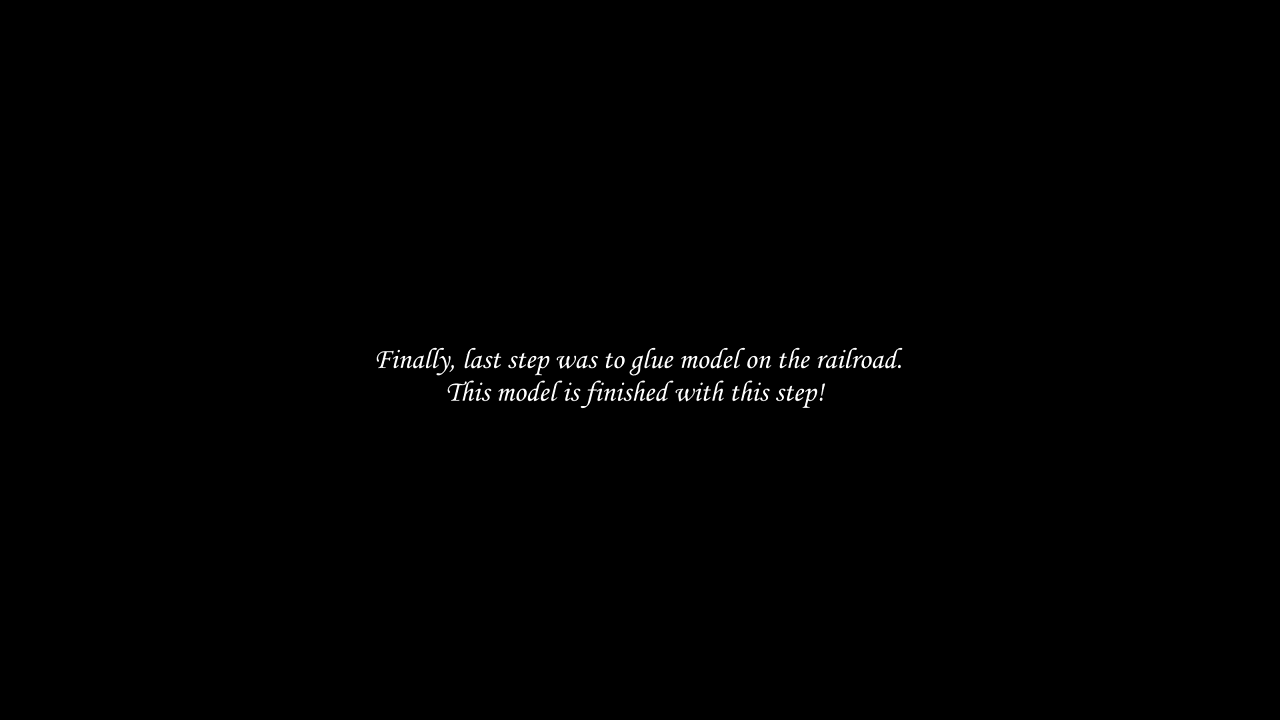 Finally, last step was to glue model on the railroad.
This model is finished with this step!